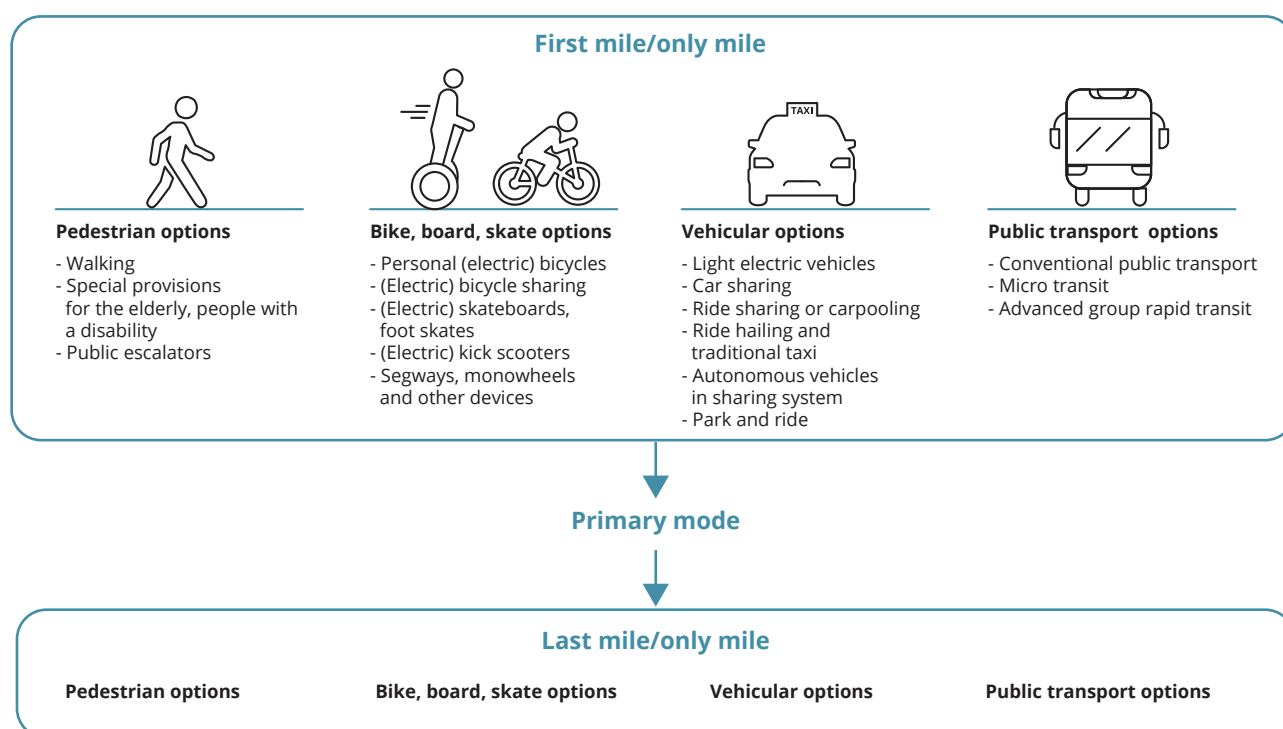 First mile/only mile
TAXI
Pedestrian options
- Walking
- Special provisions
for the elderly, people with
a disability
- Public escalators
Bike, board, skate options
- Personal (electric) bicycles
- (Electric) bicycle sharing
- (Electric) skateboards,
foot skates
- (Electric) kick scooters
- Segways, monowheels
and other devices
Vehicular options
- Light electric vehicles
- Car sharing
- Ride sharing or carpooling
- Ride hailing and
traditional taxi
- Autonomous vehicles
in sharing system
- Park and ride
Public transport options
- Conventional public transport
- Micro transit
- Advanced group rapid transit
Primary mode
Last mile/only mile
Pedestrian options
Bike, board, skate options
Vehicular options
Public transport options